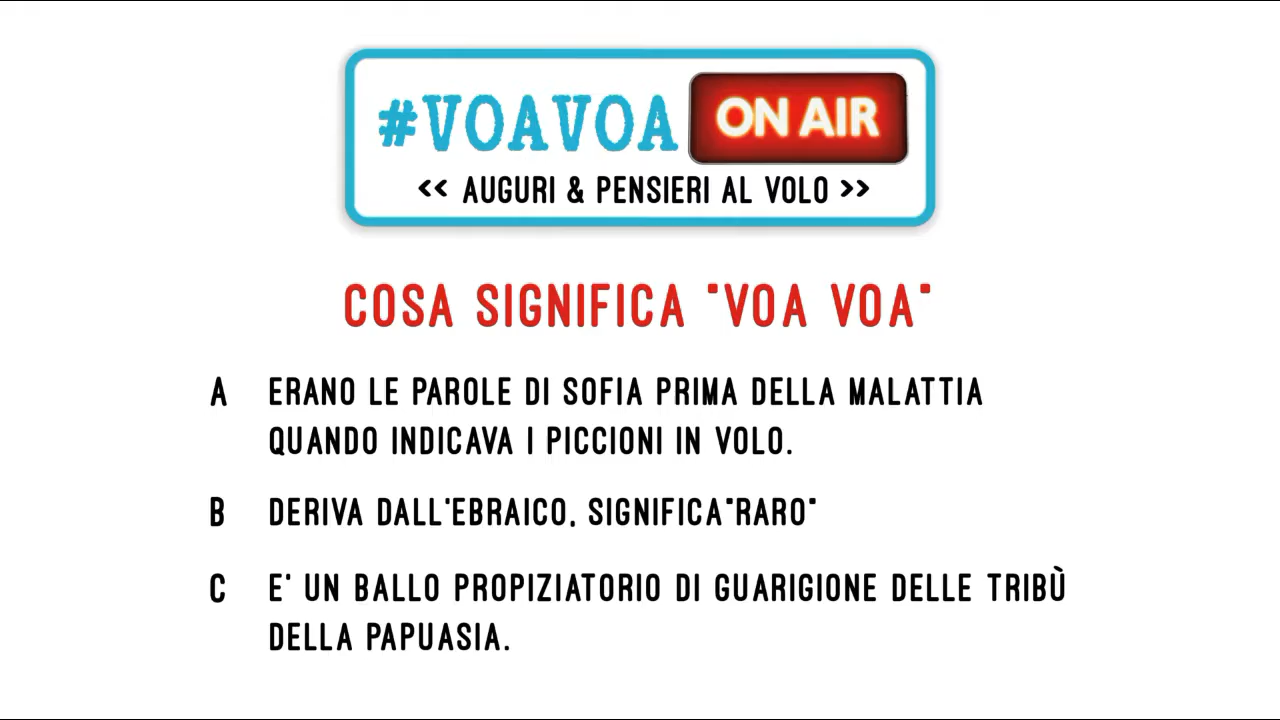 #VOAVOA ON AIR
<< AUGURI & PENSIERI AL VOLO >>
COSA SIGNIFICA "VOA VOA"
A ERANO LE PAROLE DI SOFIA PRIMA DELLA MALATTIA
QUANDO INDICAVA I PICCIONI IN VOLO.
B DERIVA DALL'EBRAICO, SIGNIFICA"RARO"
C E' UN BALLO PROPIZIATORIO DI GUARIGIONE DELLE TRIBÙ
DELLA PAPUASIA.